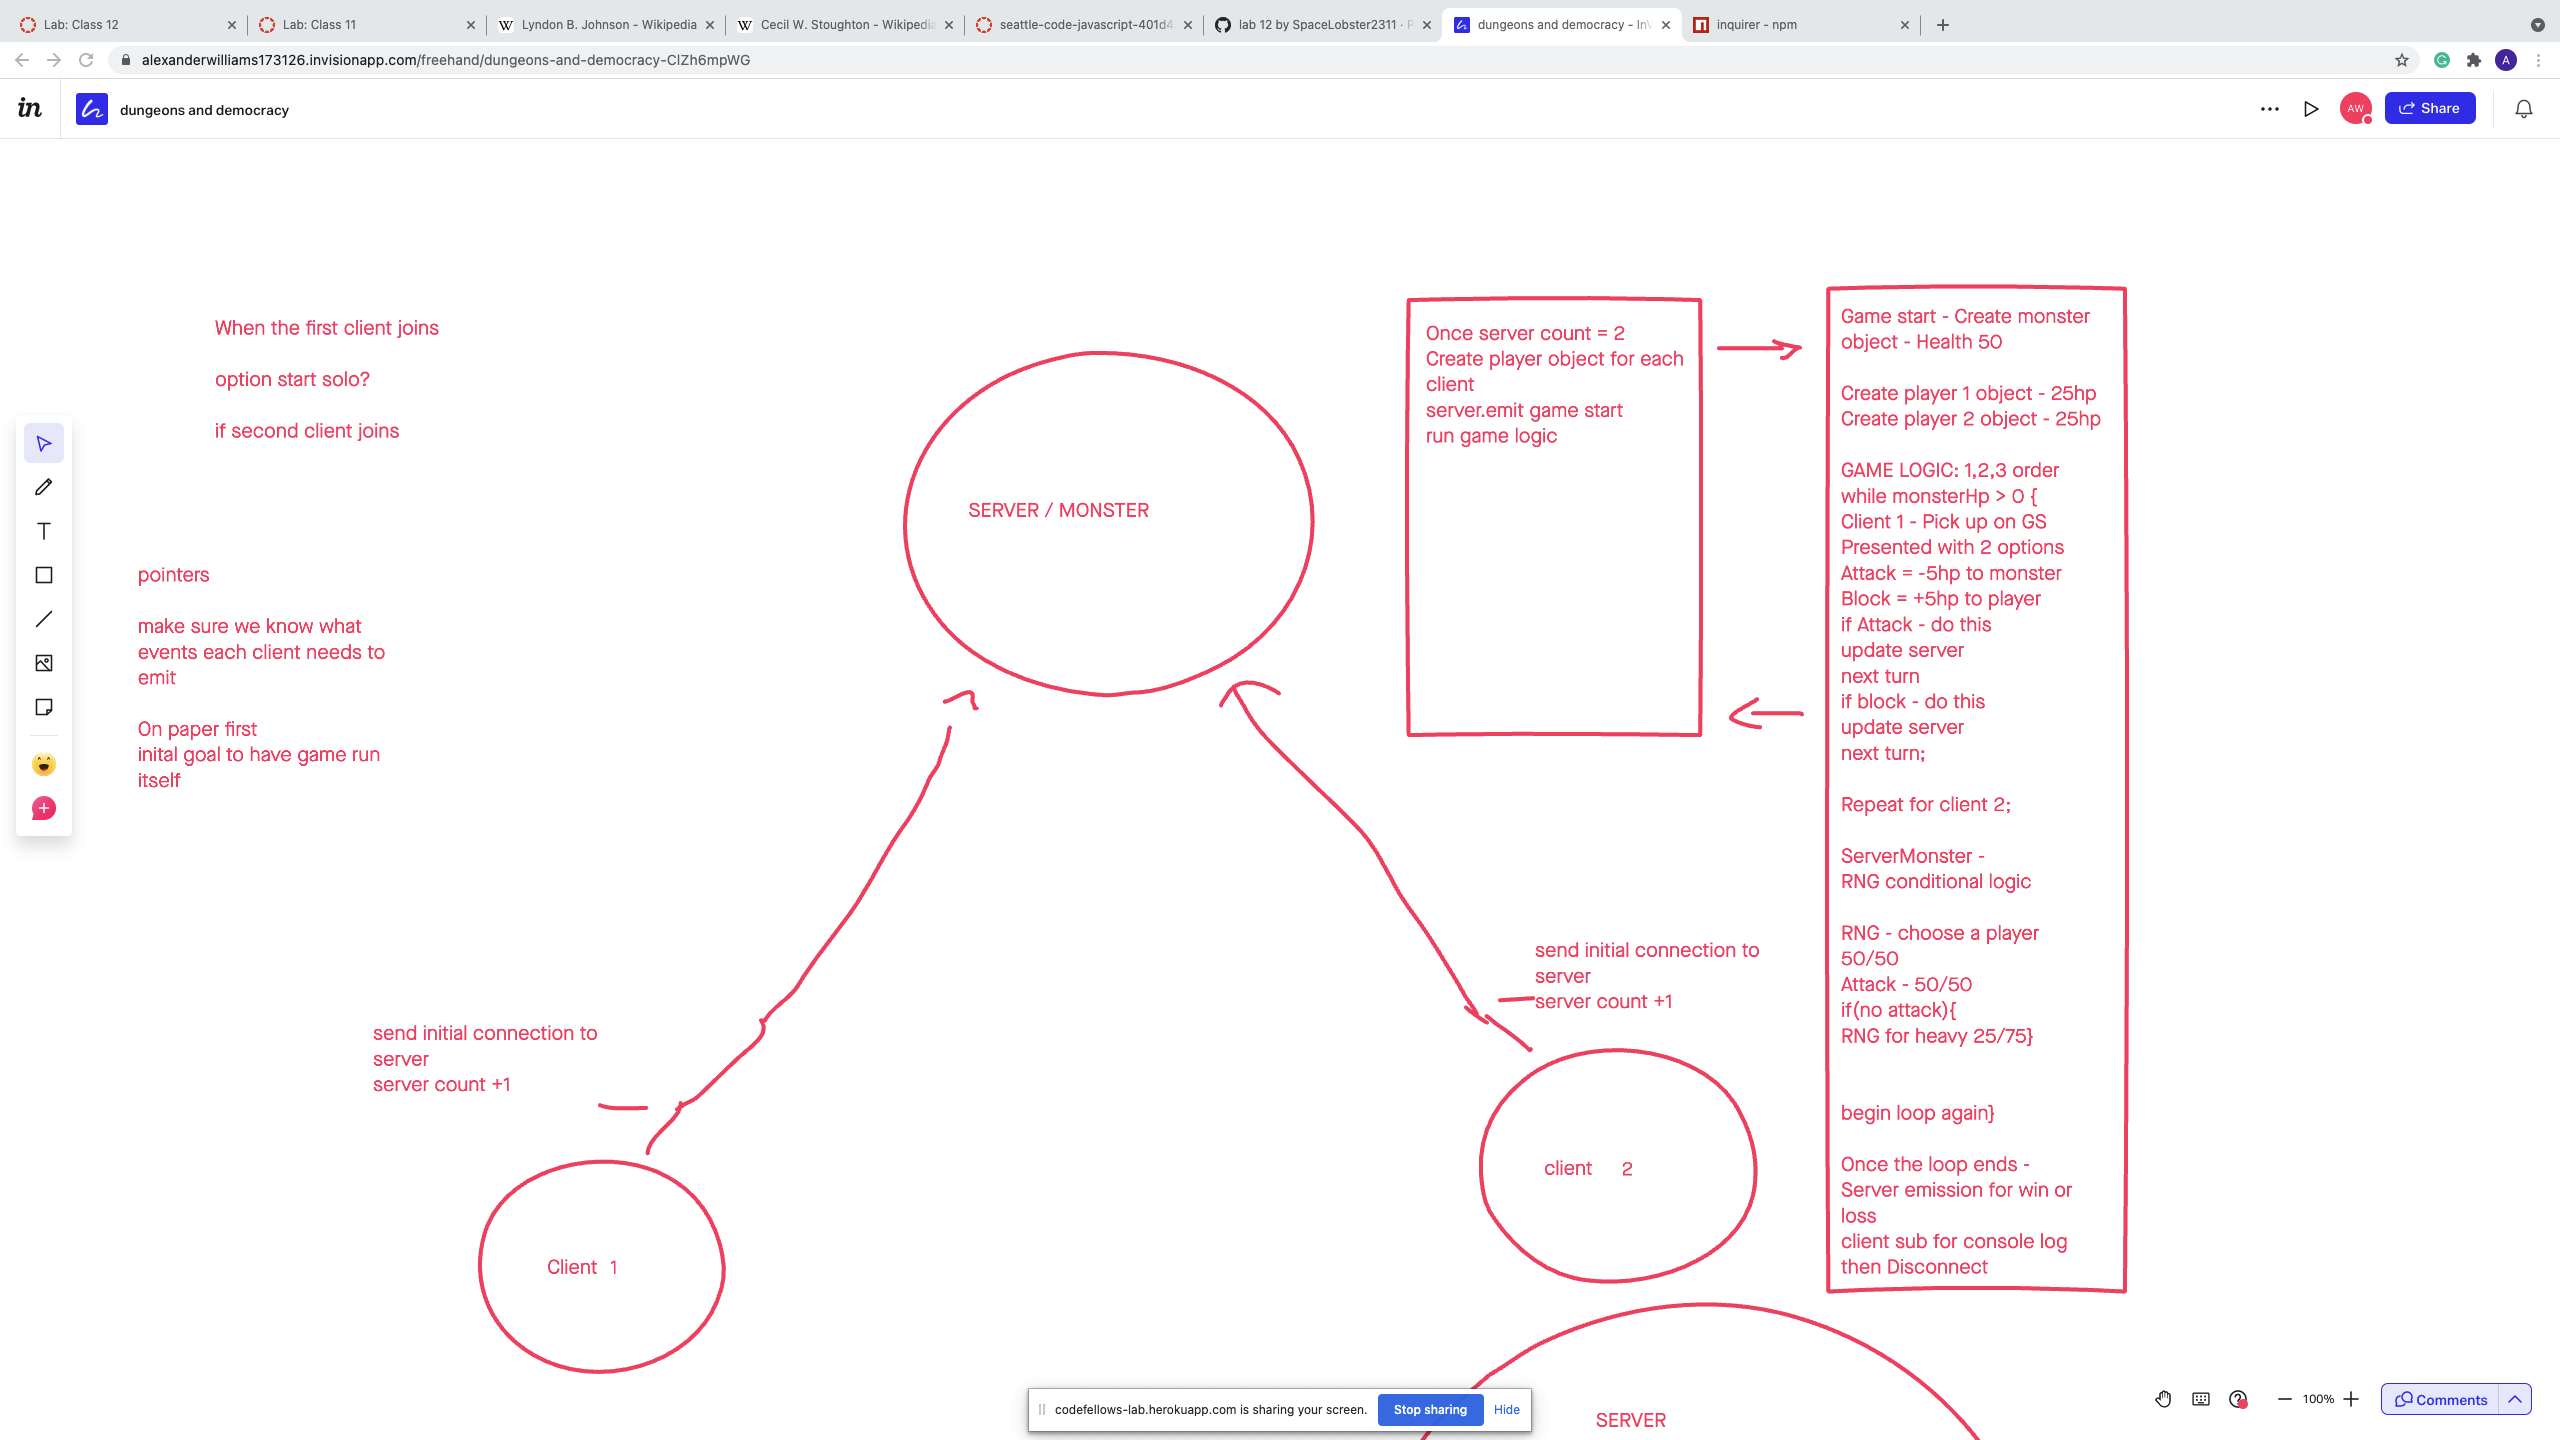 Lab: Class 12
Lab: Class 11
Lyndon B. Johnson - Wikipedia
Cecil W. Stoughton - Wikipedia
seattle-code-javascript-401d4
lab 12 by SpaceLobster2311 · P
dungeons and democracy - InV
inquirer - npm
alexanderwilliams173126.invisionapp.com/freehand/dungeons-and-democracy-CIZh6mpWG
A
in
dungeons and democracy
AW
Share
When the first client joins
option start solo?
if second client joins
pointers
make sure we know what
events each client needs to
emit
On paper first
inital goal to have game run
itself
SERVER / MONSTER
Once server count = 2
Create player object for each
client
server.emit game start
run game logic
Game start - Create monster
object - Health 50
Create player 1 object - 25hp
Create player 2 object - 25hp
GAME LOGIC: 1,2,3 order
while monsterHp > 0 {
Client 1 - Pick up on GS
Presented with 2 options
Attack = -5hp to monster
Block = +5hp to player
if Attack - do this
update server
next turn
if block - do this
update server
next turn;
Repeat for client 2;
ServerMonster -
RNG conditional logic
RNG - choose a player
50/50
Attack - 50/50
if(no attack){
RNG for heavy 25/75}
begin loop again}
Once the loop ends -
Server emission for win or
loss
client sub for console log
then Disconnect
send initial connection to
server
server count +1
send initial connection to
server
server count +1
client 2
Client 1
SERVER
codefellows-lab.herokuapp.com is sharing your screen.
Stop sharing
Hide
100%
Comments